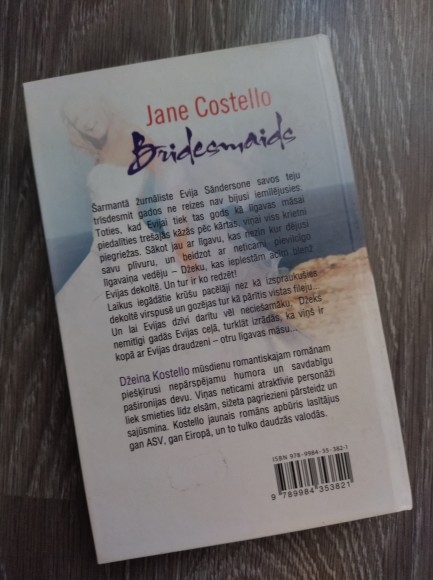 Jane Costello
Bridesmaids
Šarmantā žurnāliste Evija Sāndersone savos teju
trīsdesmit gados ne reizes nav bijusi iemīlējusies.
Toties, kad Evijai tiek tas gods kā līgavas māsai
piedalīties trešajās kāzās pēc kārtas, viņai viss krietni
piegriežas. Sākot jau ar līgavu, kas nezin kur dējusi
savu plīvuru, un beidzot ar neticami pievilcīgo
līgavaiņa vedēju – Džeku, kas ieplestām acīm blenž
Evijas dekoltē. Un tur ir ko redzēt!
Laikus iegādātie krūšu pacēlāji nez kā izspraukušies
dekoltē virspusē un gozējas tur kā pārītis vistas fileju...
Un lai Evijas dzīvi darītu vēl neciešamāku, Džeks
nemitīgi gadās Evijas ceļā, turklāt izrādās, ka viņš ir
kopā ar Evijas draudzeni – otru līgavas māsu...
Džeina Kostello mūsdienu romantiskajam romānam
piešķīrusi nepārspējamu humora un savdabīgu
pašironijas devu. Viņas neticami atraktīvie personāži
liek smieties līdz elsām, sižeta pagriezieni pārsteidz un
sajūsmina. Kostello jaunais romāns apbūris lasītājus
gan ASV, gan Eiropā, un to tulko daudzās valodās.
ISBN 978-9984-35-382-1
9 789984 353821